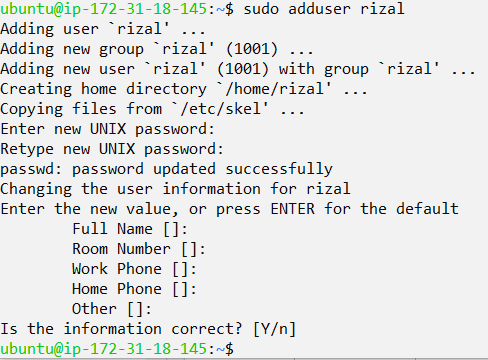 ubuntu@ip-172-31-18-145:~$ sudo adduser rizal
Adding user `rizal' ...
Adding new group `rizal' (1001) ...
Adding new user `rizal' (1001) with group `rizal' ...
Creating home directory `/home/rizal' ...
Copying files from `/etc/skel' ...
Enter new UNIX password:
Retype new UNIX password:
passwd: password updated successfully
Changing the user information for rizal
Enter the new value, or press ENTER for the default
Full Name []:
Room Number []:
Work Phone []:
Home Phone []:
Other []:
Is the information correct? [Y/n]
ubuntu@ip-172-31-18-145:~$